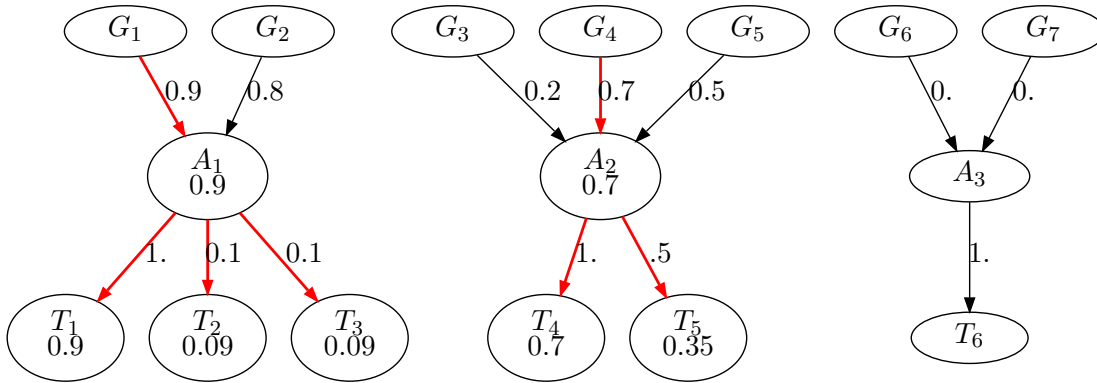 G₁ G₂ G₃ G₄ G₅ G₆ G₇
0.9 0.8 0.2 0.7 0.5 0. 0.
A₁ A₂ A₃
0.9 0.7
1. 0.1 0.1 1. .5 1.
T₁ T₂ T₃ T₄ T₅ T₆
0.9 0.09 0.09 0.7 0.35